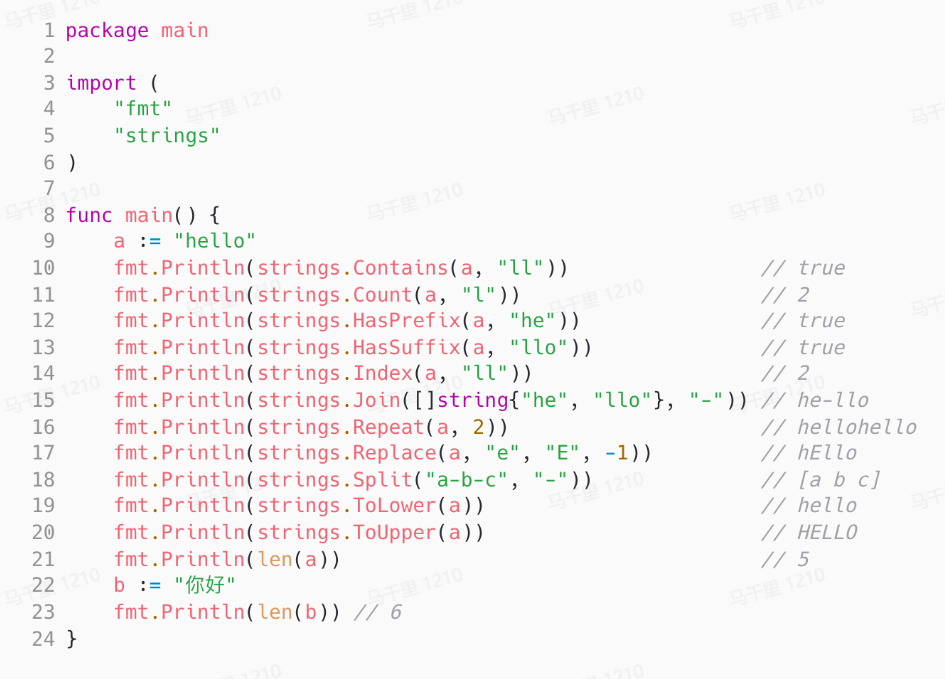 1 package main
2
3 import (
4     "fmt"
5     "strings"
6 )
7
8 func main() {
9     a := "hello"
10     fmt.Println(strings.Contains(a, "ll"))                // true
11     fmt.Println(strings.Count(a, "l"))                    // 2
12     fmt.Println(strings.HasPrefix(a, "he"))               // true
13     fmt.Println(strings.HasSuffix(a, "llo"))              // true
14     fmt.Println(strings.Index(a, "ll"))                   // 2
15     fmt.Println(strings.Join([]string{"he", "llo"}, "-")) // he-llo
16     fmt.Println(strings.Repeat(a, 2))                     // hellohello
17     fmt.Println(strings.Replace(a, "e", "E", -1))         // hEllo
18     fmt.Println(strings.Split("a-b-c", "-"))              // [a b c]
19     fmt.Println(strings.ToLower(a))                       // hello
20     fmt.Println(strings.ToUpper(a))                       // HELLO
21     fmt.Println(len(a))                                   // 5
22     b := "你好"
23     fmt.Println(len(b)) // 6
24 }
马千里 1210